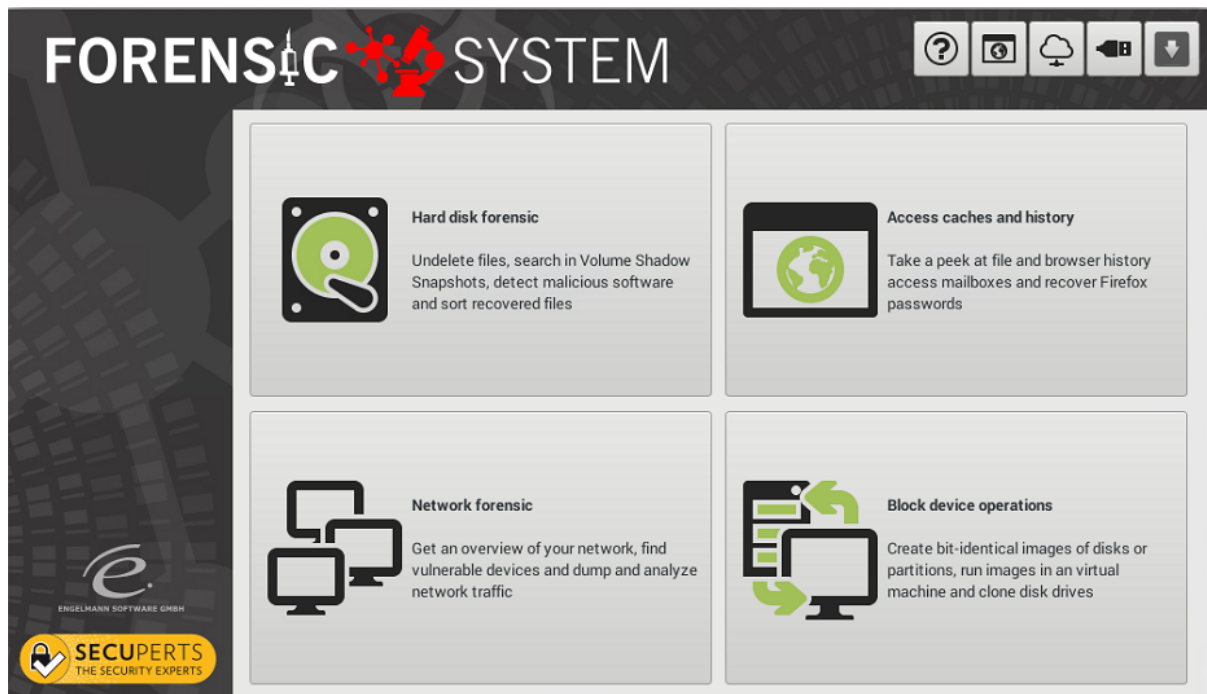 FORENSIC SYSTEM
Hard disk forensic
Undelete files, search in Volume Shadow
Snapshots, detect malicious software
and sort recovered files
Access caches and history
Take a peek at file and browser history
access mailboxes and recover Firefox
passwords
Network forensic
Get an overview of your network, find
vulnerable devices and dump and analyze
network traffic
Block device operations
Create bit-identical images of disks or
partitions, run images in an virtual
machine and clone disk drives
e.
ENGELMANN SOFTWARE GMBH
SECUPERTS
THE SECURITY EXPERTS